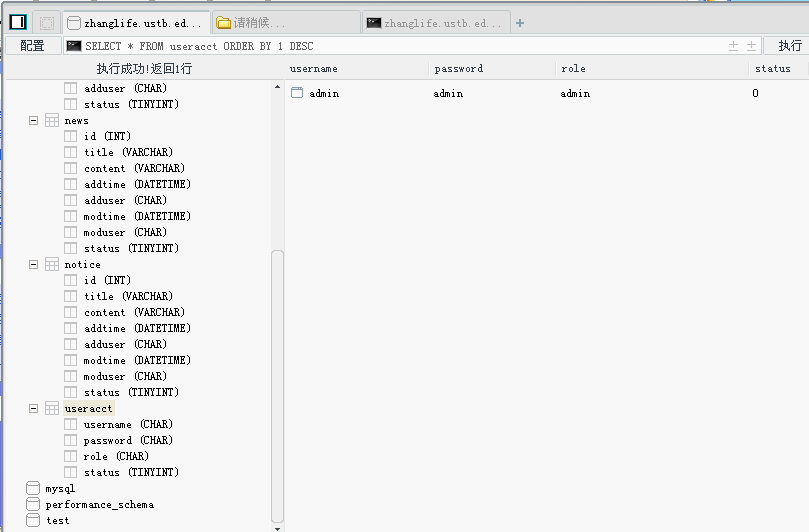 zhanglife.ustb.ed... 请稍候... zhanglife.ustb.ed... +
配置 SELECT * FROM useracct ORDER BY 1 DESC 执行
执行成功!返回1行 username password role status
adduser (CHAR) admin admin admin 0
status (TINYINT)
news
id (INT)
title (VARCHAR)
content (VARCHAR)
addtime (DATETIME)
adduser (CHAR)
modtime (DATETIME)
moduser (CHAR)
status (TINYINT)
notice
id (INT)
title (VARCHAR)
content (VARCHAR)
addtime (DATETIME)
adduser (CHAR)
modtime (DATETIME)
moduser (CHAR)
status (TINYINT)
useracct
username (CHAR)
password (CHAR)
role (CHAR)
status (TINYINT)
mysql
performance_schema
test